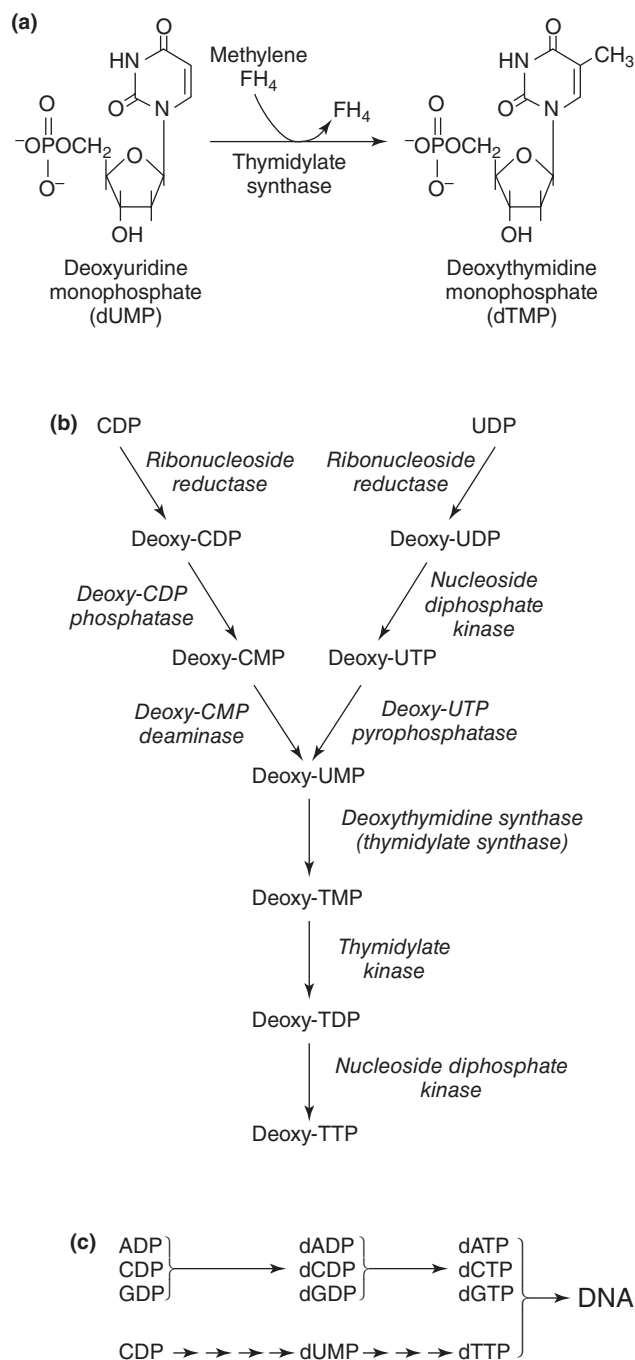 (a)
Methylene
FH4
FH4
Thymidylate
synthase
O
HN
O
N
O
⁻OPOCH2
O⁻
O
OH
Deoxyuridine
monophosphate
(dUMP)
O
CH3
HN
O
N
O
⁻OPOCH2
O⁻
O
OH
Deoxythymidine
monophosphate
(dTMP)
(b)
CDP
UDP
Ribonucleoside
reductase
Ribonucleoside
reductase
Deoxy-CDP
Deoxy-UDP
Deoxy-CDP
phosphatase
Nucleoside
diphosphate
kinase
Deoxy-CMP
Deoxy-UTP
Deoxy-CMP
deaminase
Deoxy-UTP
pyrophosphatase
Deoxy-UMP
Deoxythymidine synthase
(thymidylate synthase)
Deoxy-TMP
Thymidylate
kinase
Deoxy-TDP
Nucleoside diphosphate
kinase
Deoxy-TTP
(c)
ADP dADP dATP
CDP dCDP dCTP
GDP dGDP dGTP
DNA
CDP dUMP dTTP